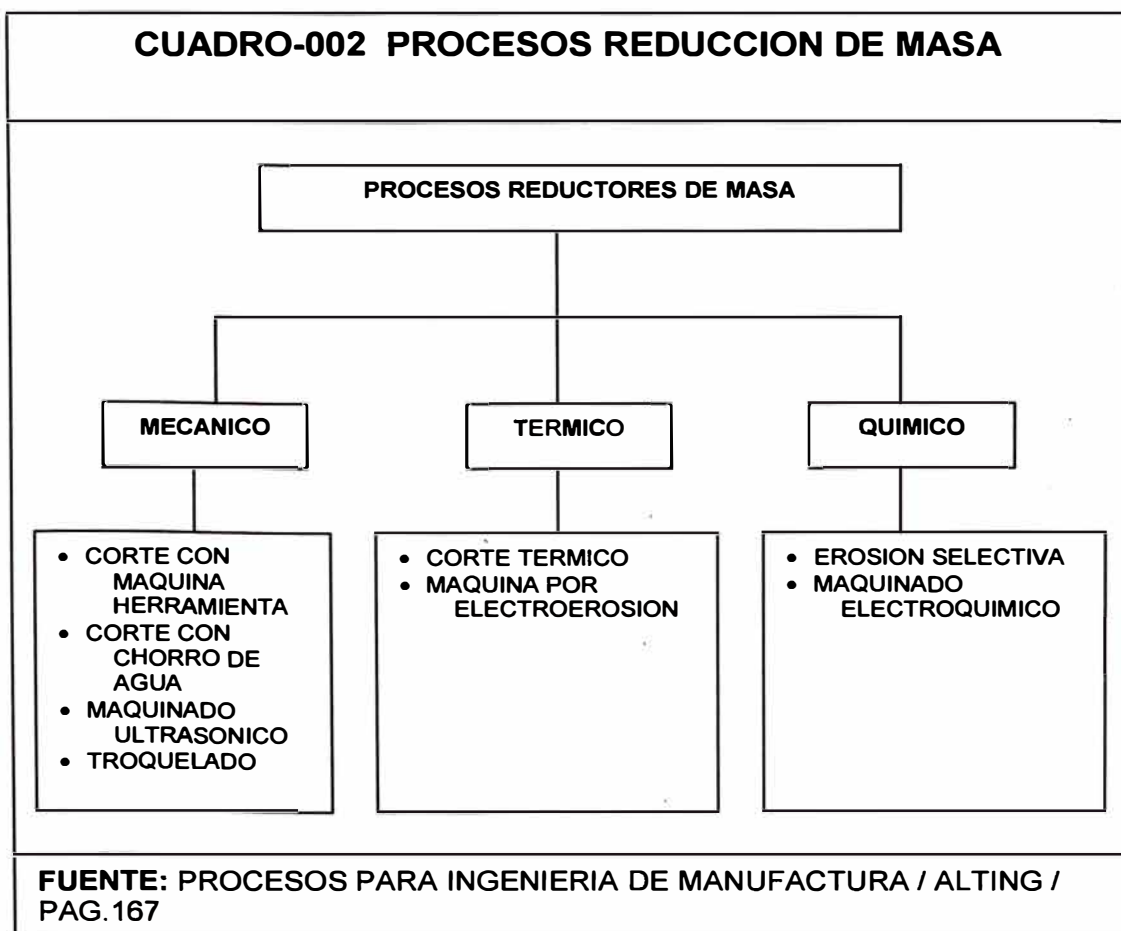 CUADRO-002 PROCESOS REDUCCION DE MASA
PROCESOS REDUCTORES DE MASA
MECANICO
TERMICO
QUIMICO
• CORTE CON
MAQUINA
HERRAMIENTA
• CORTE CON
CHORRO DE
AGUA
• MAQUINADO
ULTRASONICO
• TROQUELADO
• CORTE TERMICO
• MAQUINA POR
ELECTROEROSION
• EROSION SELECTIVA
• MAQUINADO
ELECTROQUIMICO
FUENTE: PROCESOS PARA INGENIERIA DE MANUFACTURA / ALTING /
PAG.167